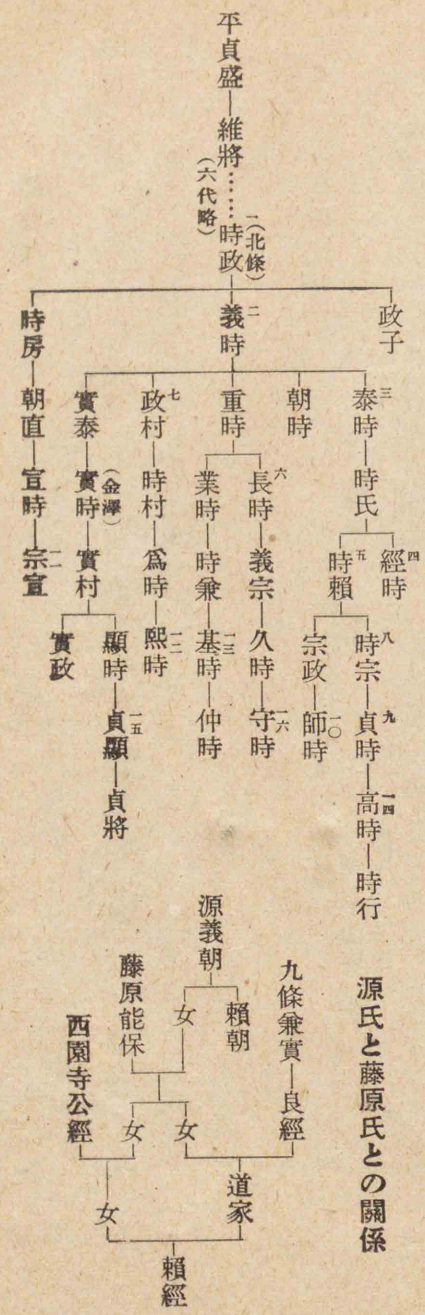 平貞盛―維將……時政
（六代略）
一（北條）
政子
二
義時
時房―朝直―宣時―宗宣
一一
三
泰時―時氏
四
經時
五
時賴
八
時宗―貞時―高時―時行
九
一四
宗政―師時
一〇
朝時
重時
六
長時―義宗―久時―守時
一六
業時―時兼―基時―仲時
一三
七
政村―時村―爲時―熙時
一二
實泰―實時―實村
（金澤）
顯時―貞顯―貞將
一五
實政
源氏と藤原氏との關係
九條兼實―良經
源義朝
賴朝
女
藤原能保
女
女
西園寺公經
道家
女
賴經